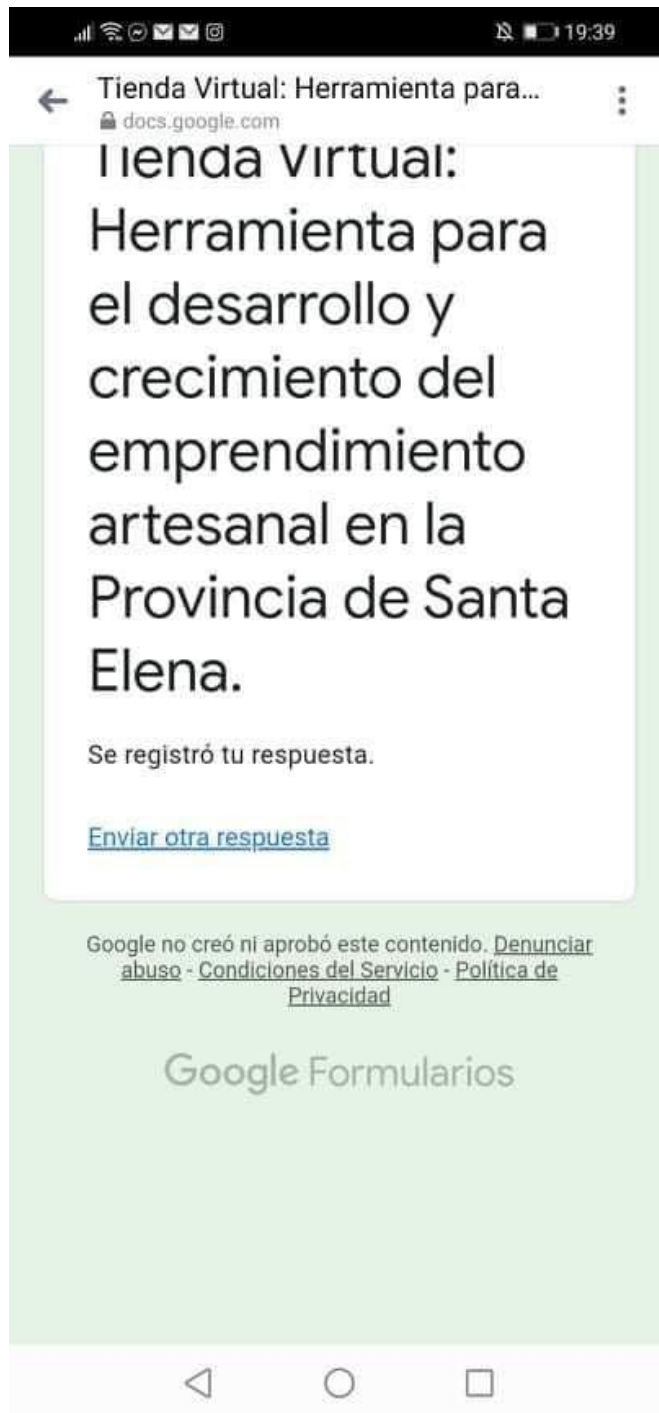 19:39
Tienda Virtual: Herramienta para...
docs.google.com
Tienda Virtual:
Herramienta para
el desarrollo y
crecimiento del
emprendimiento
artesanal en la
Provincia de Santa
Elena.
Se registró tu respuesta.
Enviar otra respuesta
Google no creó ni aprobó este contenido. Denunciar
abuso - Condiciones del Servicio - Política de
Privacidad
Google Formularios